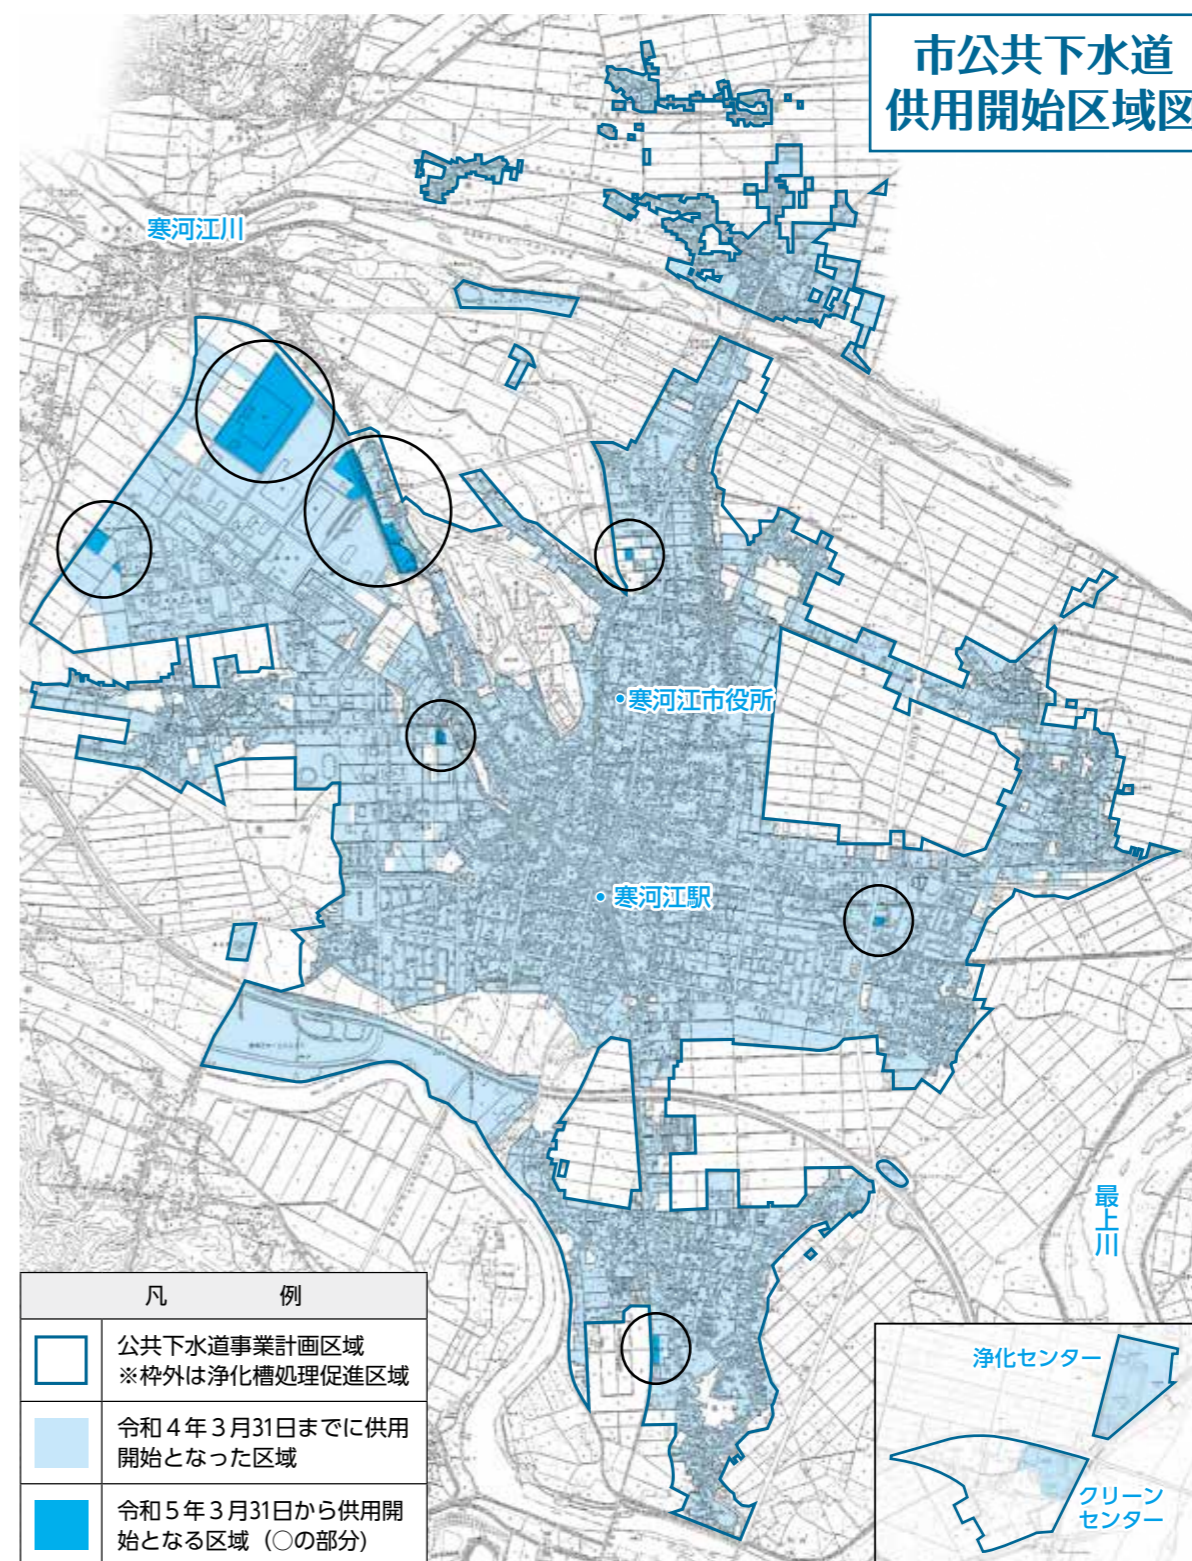 市公共下水道
供用開始区域図
寒河江川
寒河江市役所
寒河江駅
最上川
凡　例
公共下水道事業計画区域
※枠外は浄化槽処理促進区域
令和４年３月31日までに供用
開始となった区域
令和５年３月31日から供用開
始となる区域（○の部分）
浄化センター
クリーン
センター